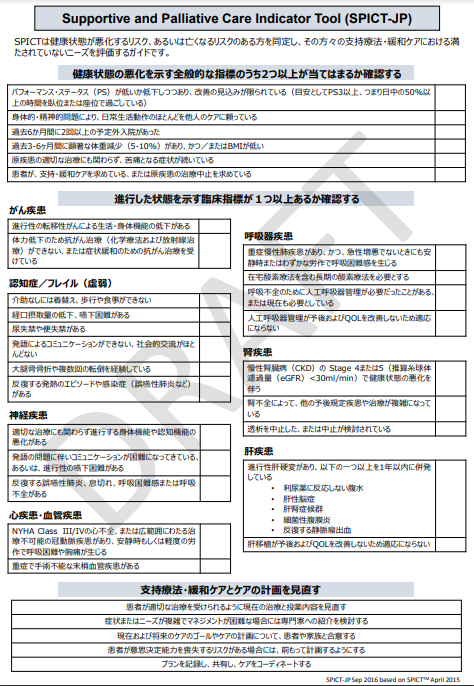 Supportive and Palliative Care Indicator Tool (SPICT-JP)
SPICTは健康状態が悪化するリスク、あるいは亡くなるリスクのある方を同定し、その方々の支持療法・緩和ケアにおける満
たされていないニーズを評価するガイドです。
健康状態の悪化を示す全般的な指標のうち2つ以上が当てはまるか確認する
パフォーマンス・ステータス（PS）が低いか低下しつつあり、改善の見込みが限られている（目安としてPS3以上、つまり日中の50%以
上の時間を臥位または座位で過ごしている）
身体的・精神的問題により、日常生活動作のほとんどを他人のケアに頼っている
過去6か月間に2回以上の予定外入院があった
過去3-6ヶ月間に顕著な体重減少（5-10%）があり、かつ／またはBMIが低い
原疾患の適切な治療にも関わらず、苦痛となる症状が続いている
患者が、支持・緩和ケアを求めている、または原疾患の治療中止を求めている
進行した状態を示す臨床指標が１つ以上あるか確認する
がん疾患
進行性の転移性がんによる生活・身体機能の低下がある
体力低下のため抗がん治療（化学療法および放射線治
療）ができない、または症状緩和のための抗がん治療を受
けている
認知症／フレイル（虚弱）
介助なしには着替え、歩行や食事ができない
経口摂取量の低下、嚥下困難がある
尿失禁や便失禁がある
発語によるコミュニケーションができない、社会的交流がほと
んどない
大腿骨骨折や複数回の転倒を経験している
反復する発熱のエピソードや感染症（誤嚥性肺炎など）
がある
神経疾患
適切な治療にも関わらず進行する身体機能や認知機能の
悪化がある
発語の問題に伴いコミュニケーションが困難になってきている、
あるいは、進行性の嚥下困難がある
反復する誤嚥性肺炎、息切れ、呼吸困難感または呼吸
不全がある
心疾患・血管疾患
NYHA Class III/IVの心不全、または広範囲にわたる治
療不可能の冠動脈疾患があり、安静時もしくは軽度の労
作で呼吸困難や胸痛が生じる
重症で手術不能な末梢血管疾患がある
呼吸器疾患
重症慢性肺疾患があり、かつ、急性増悪でないときにも安
静時またはわずかな労作で呼吸困難感を生じる
在宅酸素療法を含む長期の酸素療法を必要とする
呼吸不全のために人工呼吸器管理が必要だったことがある、
または現在も必要としている
人工呼吸器管理が予後およびQOLを改善しないため適応
にならない
腎疾患
慢性腎臓病（CKD）の Stage 4または5（推算糸球体
濾過量（eGFR）<30ml/min）で健康状態の悪化を
伴う
腎不全によって、他の予後規定疾患や治療が複雑になって
いる
透析を中止した、または中止が検討されている
肝疾患
進行性肝硬変があり、以下の一つ以上を1年以内に併発
している
• 利尿薬に反応しない腹水
• 肝性脳症
• 肝腎症候群
• 細菌性腹膜炎
• 反復する静脈瘤出血
肝移植が予後およびQOLを改善しないため適応にならない
支持療法・緩和ケアとケアの計画を見直す
患者が適切な治療を受けられるように現在の治療と投薬内容を見直す
症状またはニーズが複雑でマネジメントが困難な場合には専門家への紹介を検討する
現在および将来のケアのゴールやケアの計画について、患者や家族と合意する
患者が意思決定能力を喪失するリスクがある場合には、前もって計画するようにする
プランを記録し、共有し、ケアをコーディネートする
SPICT-JP Sep 2016 based on SPICT™ April 2015
DRAFT